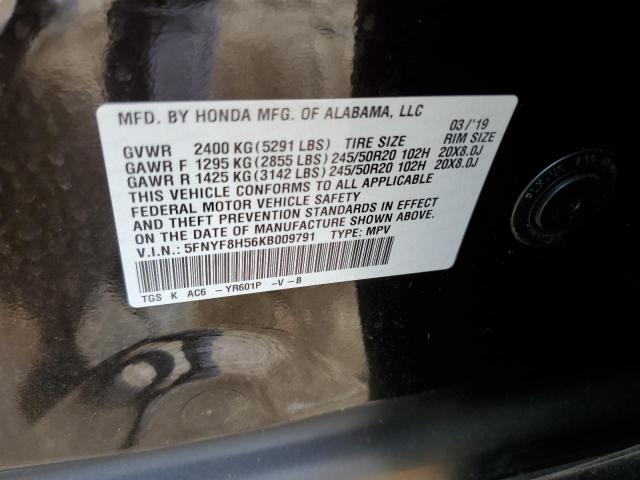 MFD. BY HONDA MFG. OF ALABAMA, LLC
03/'19
GVWR 2400 KG(5291 LBS) TIRE SIZE RIM SIZE
GAWR F 1295 KG(2855 LBS) 245/50R20 102H 20X8.0J
GAWR R 1425 KG(3142 LBS) 245/50R20 102H 20X8.0J
THIS VEHICLE CONFORMS TO ALL APPLICABLE
FEDERAL MOTOR VEHICLE SAFETY
AND THEFT PREVENTION STANDARDS IN EFFECT
ON THE DATE OF MANUFACTURE SHOWN ABOVE.
V.I.N.: 5FNYF8H56KB009791 TYPE: MPV
TGS K AC6 -YR601P -V-B